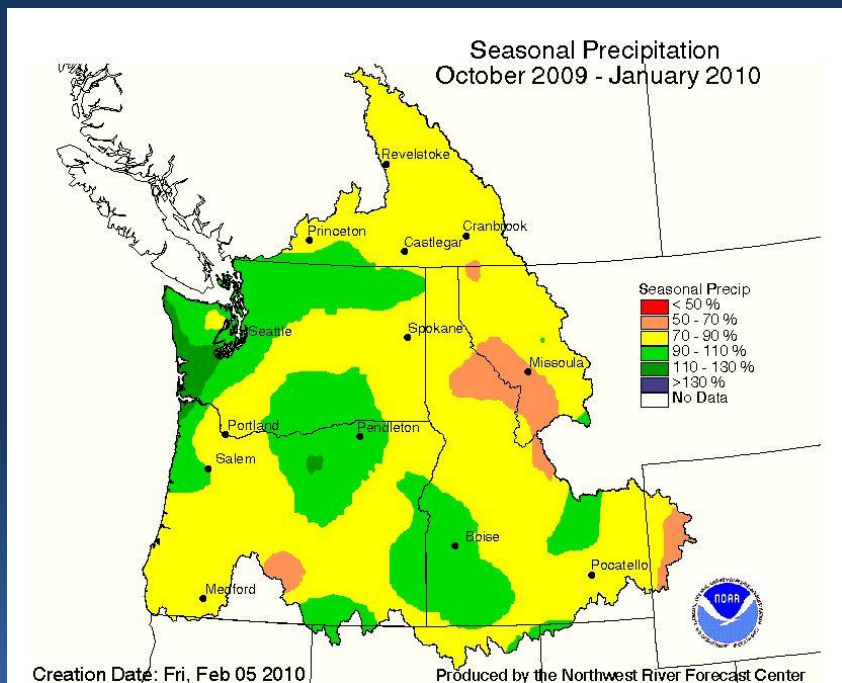 Seasonal Precipitation
October 2009 - January 2010
Revelstoke
Princeton
Castlegar
Cranbrook
Seattle
Spokane
Missoula
Portland
Pendleton
Salem
Boise
Pocatello
Medford
Seasonal Precip
< 50 %
50 - 70 %
70 - 90 %
90 - 110 %
110 - 130 %
>130 %
No Data
NOAA
Creation Date: Fri, Feb 05 2010
Produced by the Northwest River Forecast Center